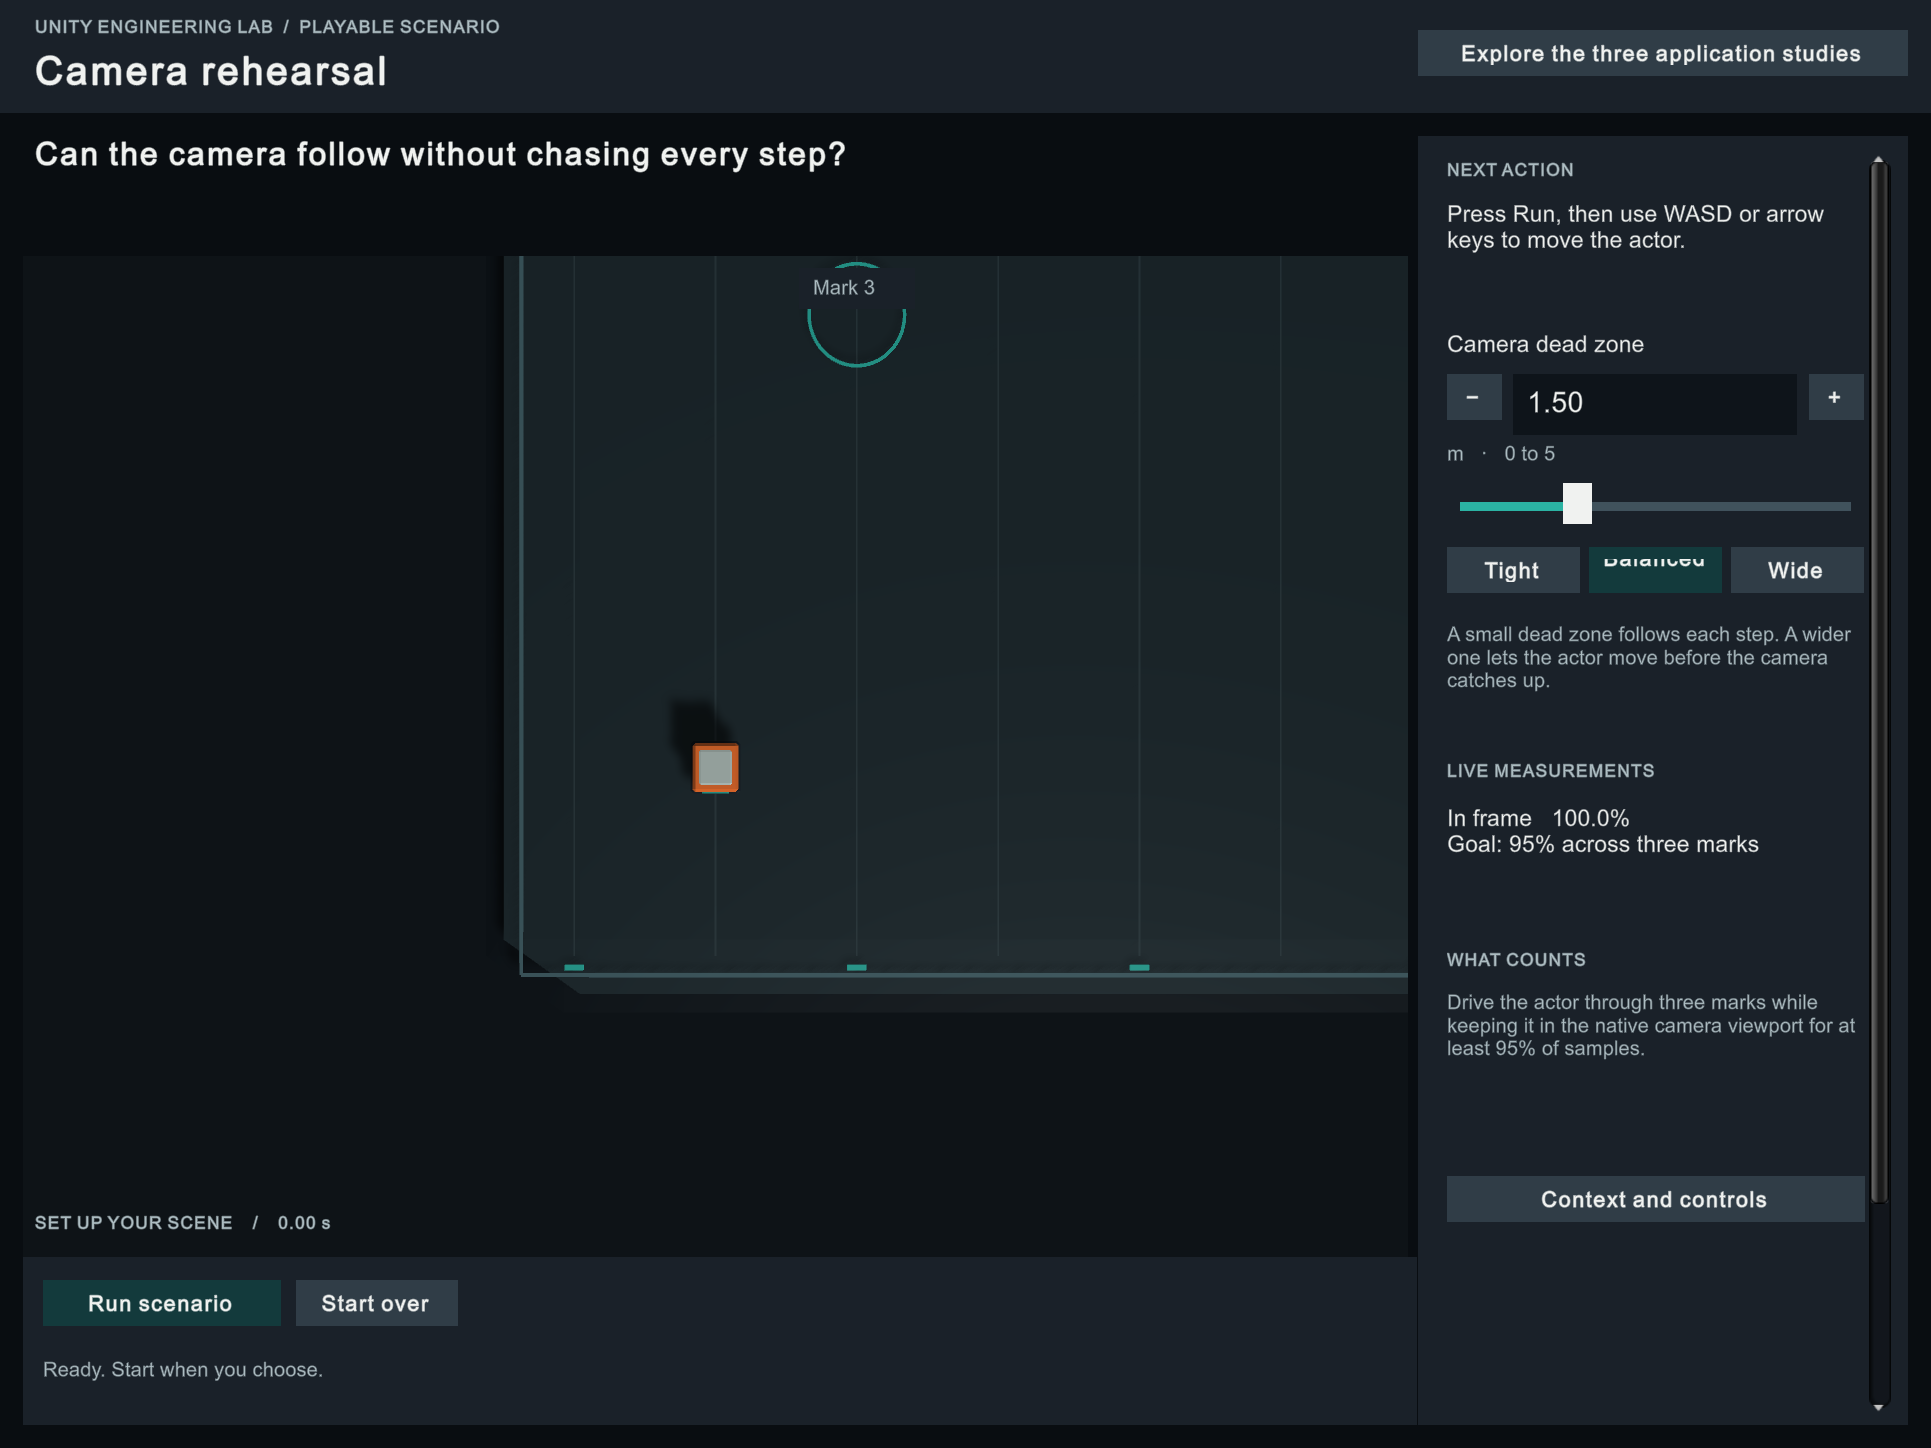 UNITY ENGINEERING LAB / PLAYABLE SCENARIO
Camera rehearsal
Explore the three application studies
Can the camera follow without chasing every step?
Mark 3
SET UP YOUR SCENE / 0.00 s
Run scenario
Start over
Ready. Start when you choose.
NEXT ACTION
Press Run, then use WASD or arrow
keys to move the actor.
Camera dead zone
-
1.50
+
m · 0 to 5
Tight
Balanced
Wide
A small dead zone follows each step. A wider
one lets the actor move before the camera
catches up.
LIVE MEASUREMENTS
In frame 100.0%
Goal: 95% across three marks
WHAT COUNTS
Drive the actor through three marks while
keeping it in the native camera viewport for at
least 95% of samples.
Context and controls